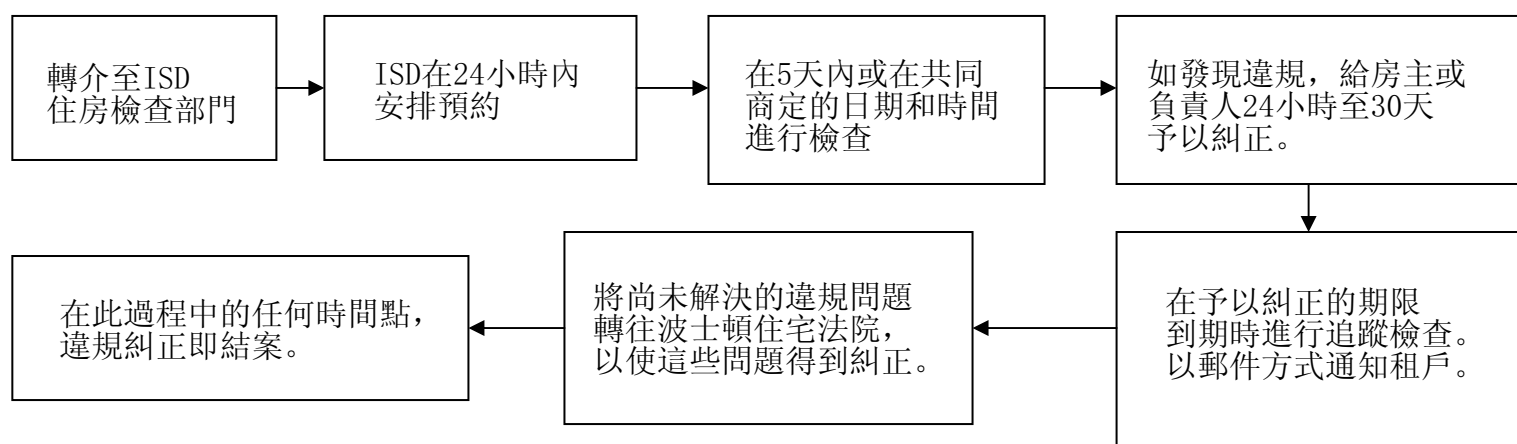 轉介至ISD
住房檢查部門
ISD在24小時內
安排預約
在5天內或在共同
商定的日期和時間
進行檢查
如發現違規，給房主或
負責人24小時至30天
予以糾正。
在予以糾正的期限
到期時進行追蹤檢查。
以郵件方式通知租戶。
將尚未解決的違規問題
轉往波士頓住宅法院，
以使這些問題得到糾正。
在此過程中的任何時間點，
違規糾正即結案。